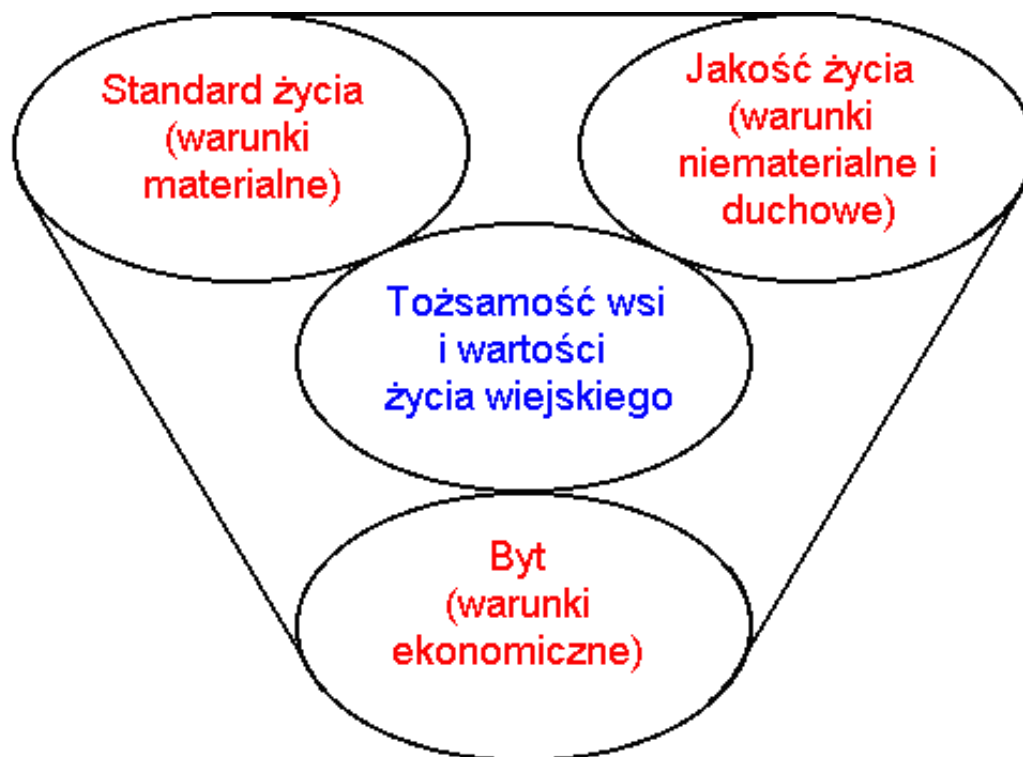 Standard życia
(warunki
materialne)
Jakość życia
(warunki
niematerialne i
duchowe)
Tożsamość wsi
i wartości
życia wiejskiego
Byt
(warunki
ekonomiczne)